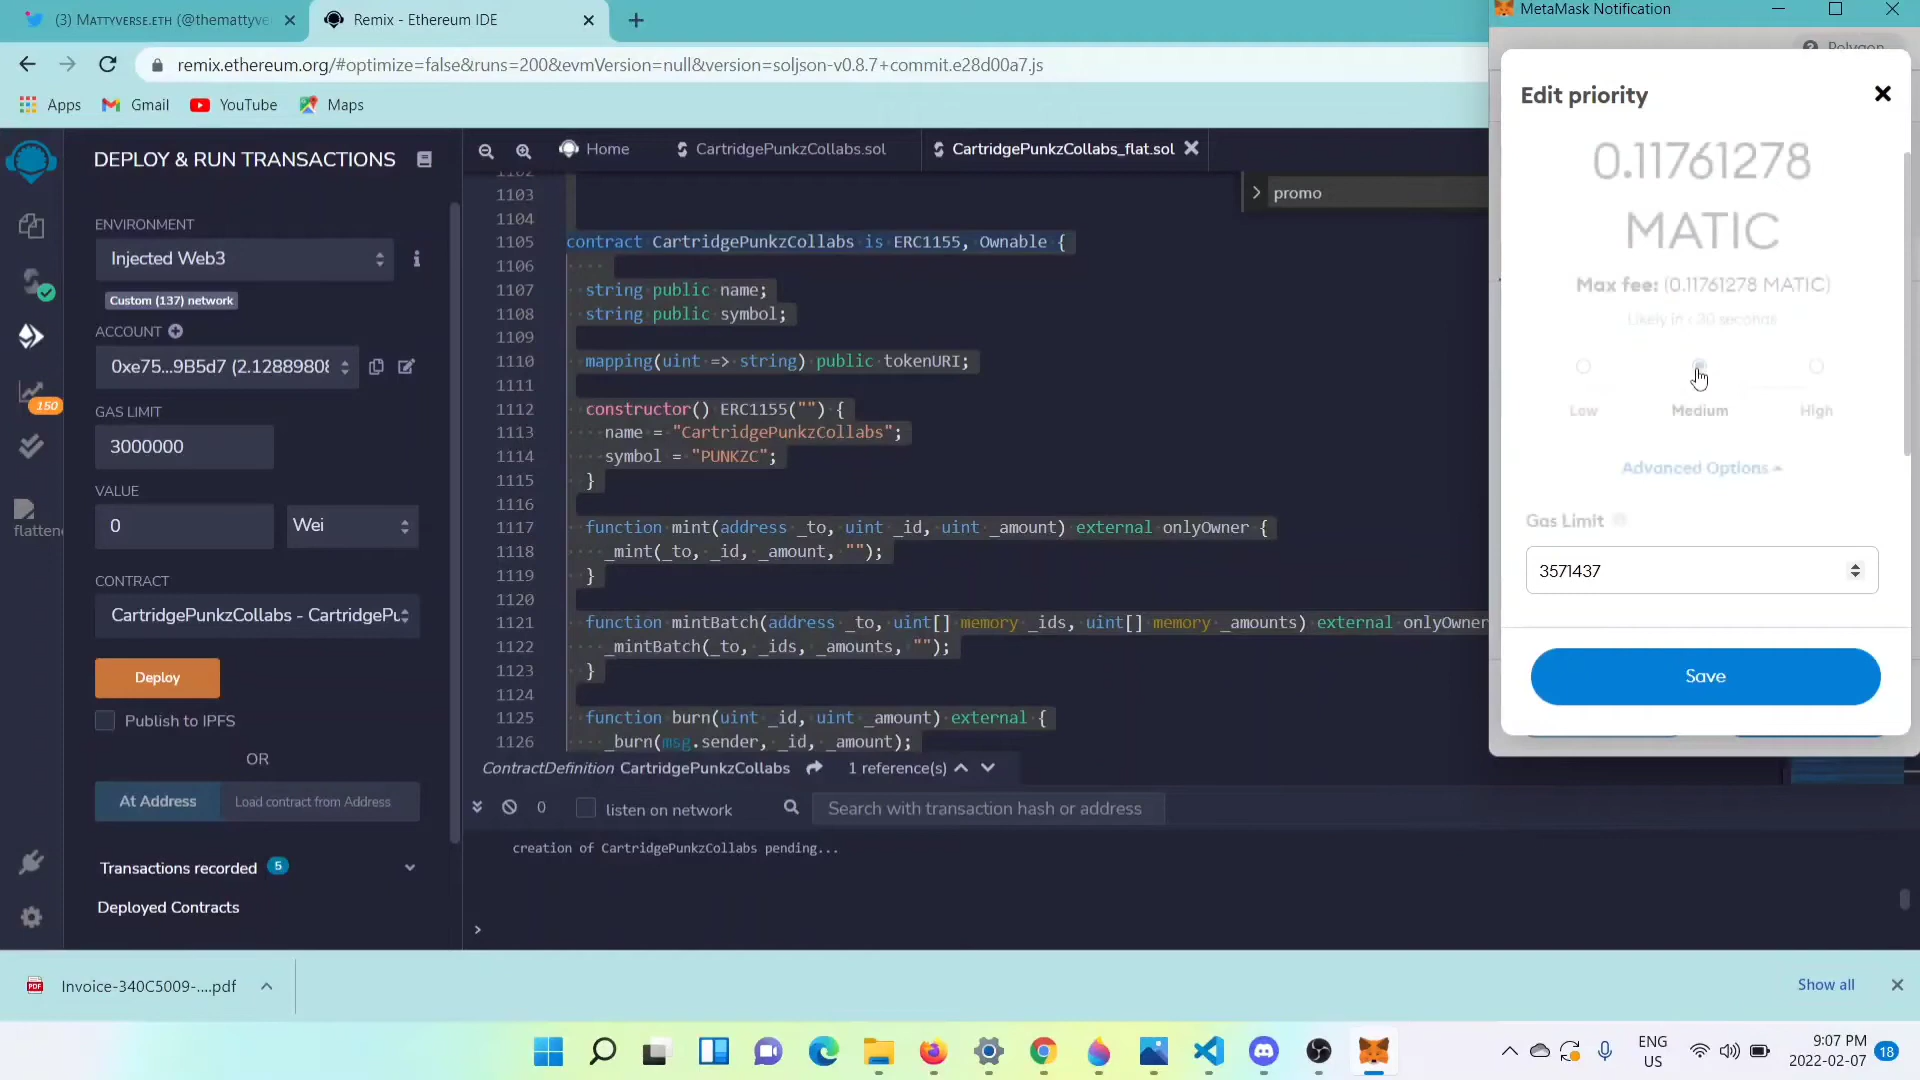 (3) MATTYVERSE.ETH (@themattyve
Remix - Ethereum IDE
MetaMask Notification
remix.ethereum.org/#optimize=false&runs=200&evmVersion=null&version=soljson-v0.8.7+commit.e28d00a7.js
Apps
Gmail
YouTube
Maps
DEPLOY & RUN TRANSACTIONS
ENVIRONMENT
Injected Web3
Custom (137) network
ACCOUNT
0xe75...9B5d7 (2.12889808
GAS LIMIT
3000000
VALUE
0
Wei
CONTRACT
CartridgePunkzCollabs - CartridgePu
Deploy
Publish to IPFS
OR
At Address
Load contract from Address
Transactions recorded 5
Deployed Contracts
150
flattene
Home
CartridgePunkzCollabs.sol
CartridgePunkzCollabs_flat.sol
promo
1102
1103
1104
1105 contract CartridgePunkzCollabs is ERC1155, Ownable {
1106
1107 string public name;
1108 string public symbol;
1109
1110 mapping(uint => string) public tokenURI;
1111
1112 constructor() ERC1155("") {
1113 name = "CartridgePunkzCollabs";
1114 symbol = "PUNKZC";
1115 }
1116
1117 function mint(address _to, uint _id, uint _amount) external onlyOwner {
1118 _mint(_to, _id, _amount, "");
1119 }
1120
1121 function mintBatch(address _to, uint[] memory _ids, uint[] memory _amounts) external onlyOwner
1122 _mintBatch(_to, _ids, _amounts, "");
1123 }
1124
1125 function burn(uint _id, uint _amount) external {
1126 _burn(msg.sender, _id, _amount);
ContractDefinition CartridgePunkzCollabs 1 reference(s)
0
listen on network
Search with transaction hash or address
creation of CartridgePunkzCollabs pending...
>
Polygon
Edit priority
0.11761278
MATIC
Max fee: (0.11761278 MATIC)
Likely in < 30 seconds
Low
Medium
High
Advanced Options
Gas Limit
3571437
Save
Invoice-340C5009-....pdf
Show all
ENG
US
9:07 PM
2022-02-07
18